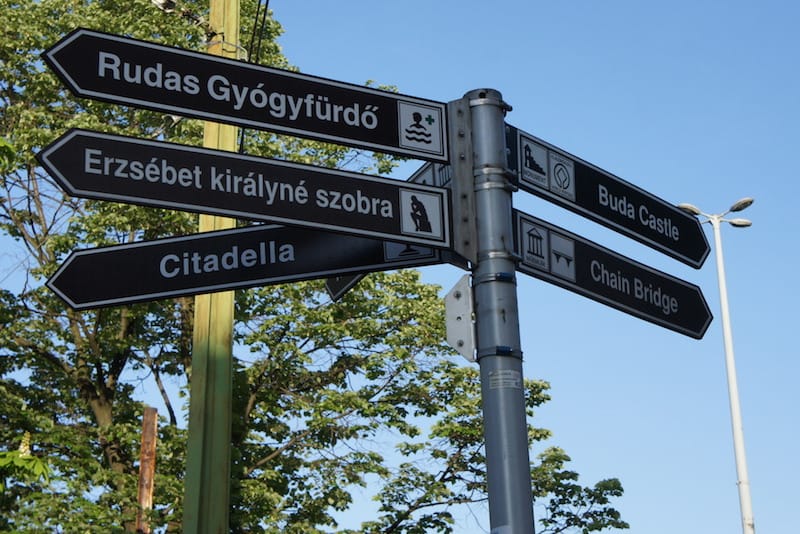 Rudas Gyógyfürdő
Erzsébet királyné szobra
Citadella
Buda Castle
Chain Bridge